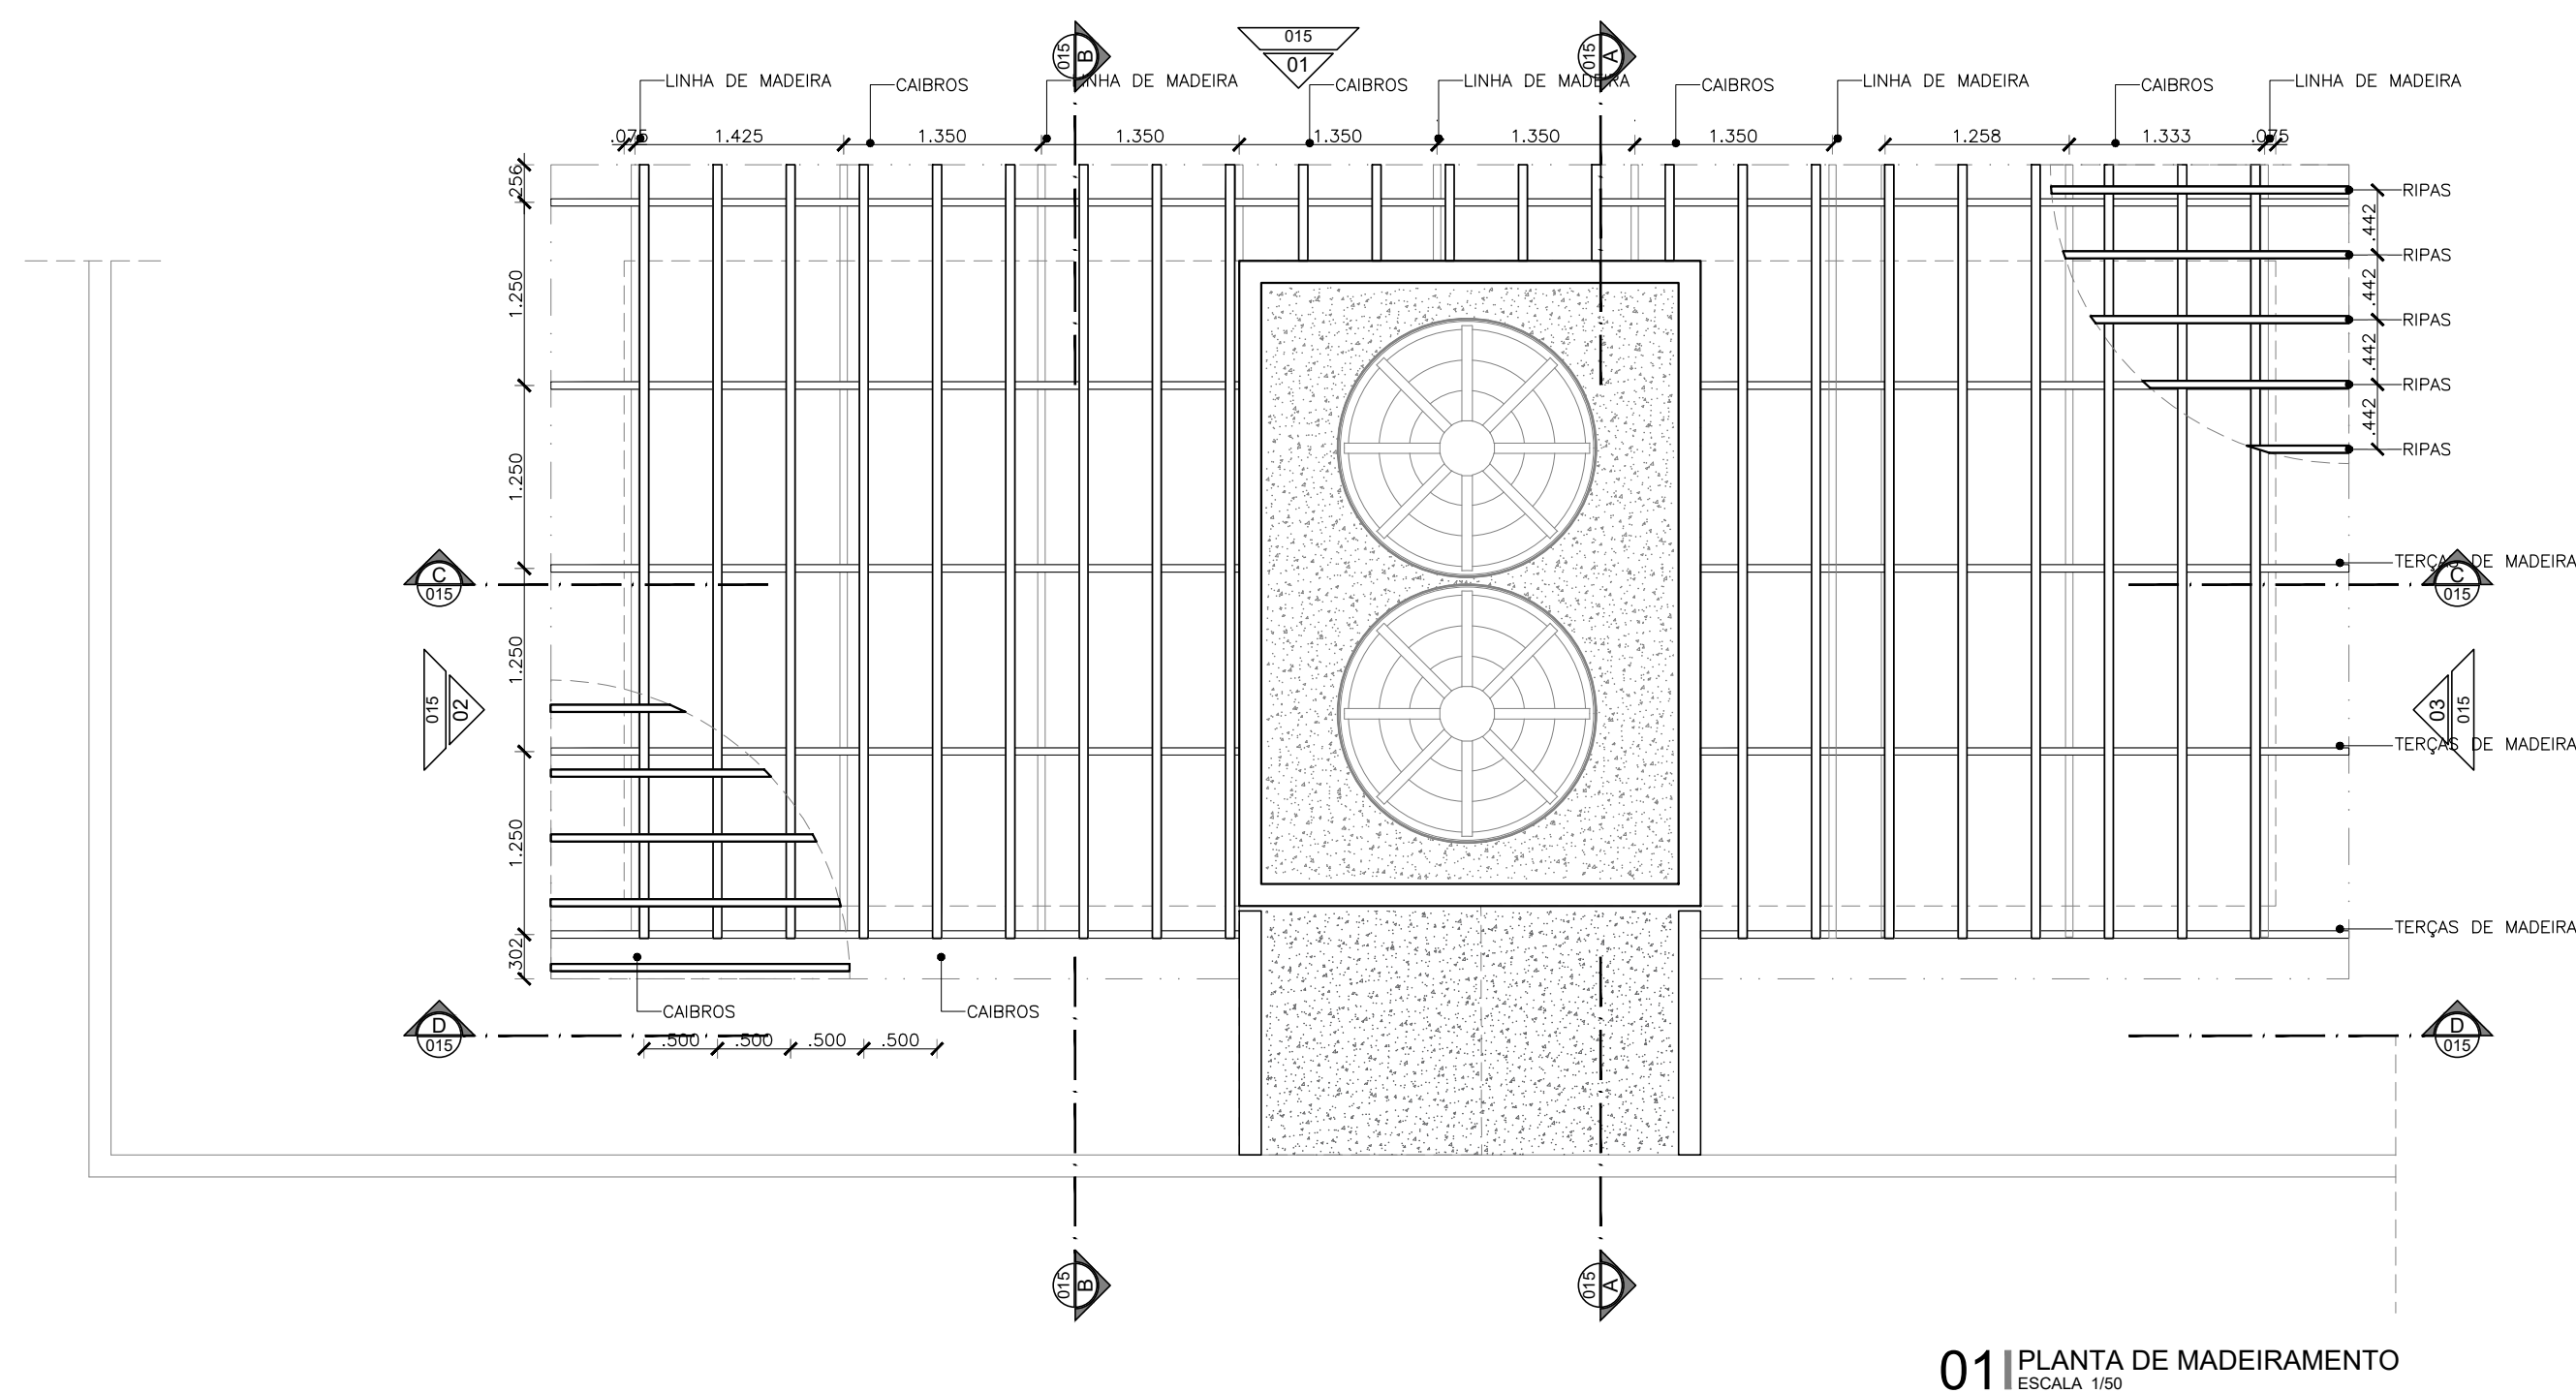 015
B
015
01
015
A
LINHA DE MADEIRA
CAIBROS
LINHA DE MADEIRA
CAIBROS
LINHA DE MADEIRA
CAIBROS
LINHA DE MADEIRA
CAIBROS
LINHA DE MADEIRA
.075
1.425
1.350
1.350
1.350
1.350
1.350
1.258
1.333
.075
.256
1.250
1.250
1.250
1.250
.302
RIPAS
.442
RIPAS
.442
RIPAS
.442
RIPAS
.442
RIPAS
TERÇAS DE MADEIRA
C
015
C
015
015
02
03
015
TERÇAS DE MADEIRA
TERÇAS DE MADEIRA
CAIBROS
CAIBROS
D
015
.500
.500
.500
.500
D
015
015
B
015
A
01
PLANTA DE MADEIRAMENTO
ESCALA 1/50